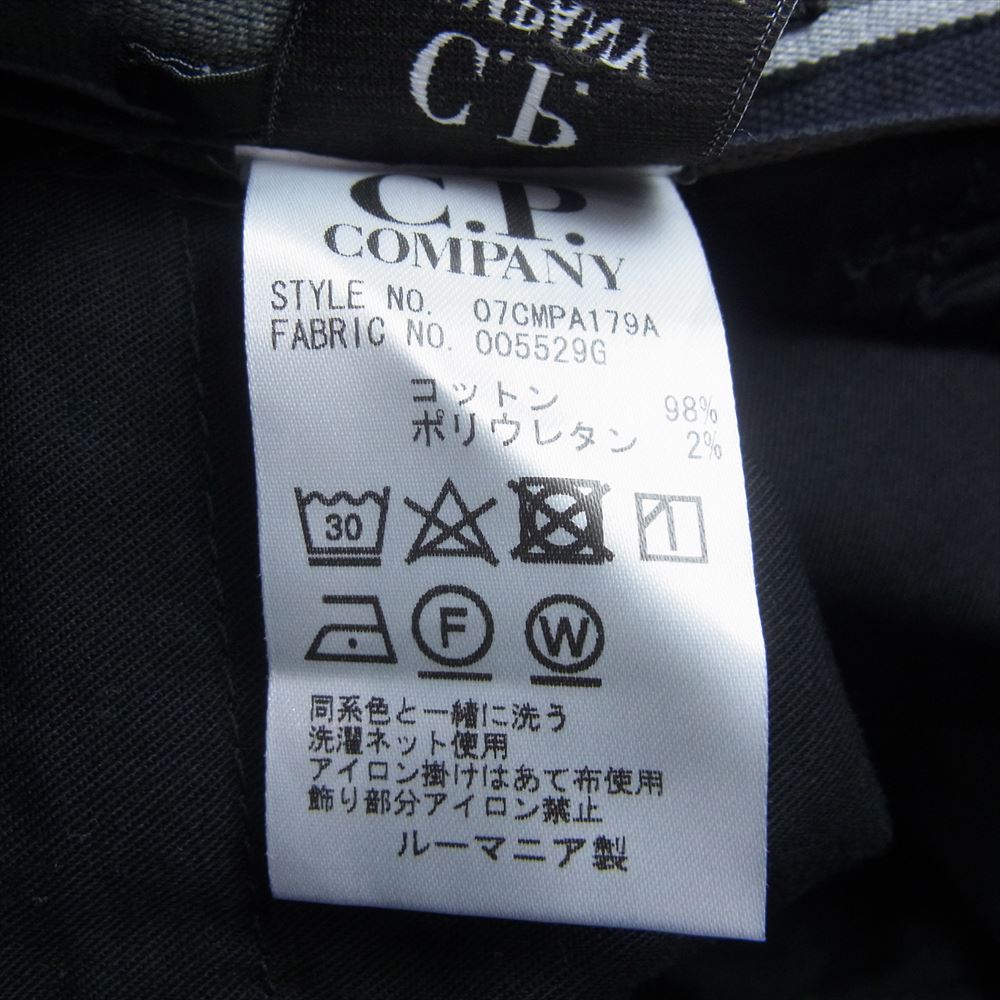 COMPANY
C.P.
C.P.
COMPANY
STYLE NO. 07CMPA179A
FABRIC NO. 005529G
コットン 98%
ポリウレタン 2%
30
F W
同系色と一緒に洗う
洗濯ネット使用
アイロン掛けはあて布使用
飾り部分アイロン禁止
ルーマニア製